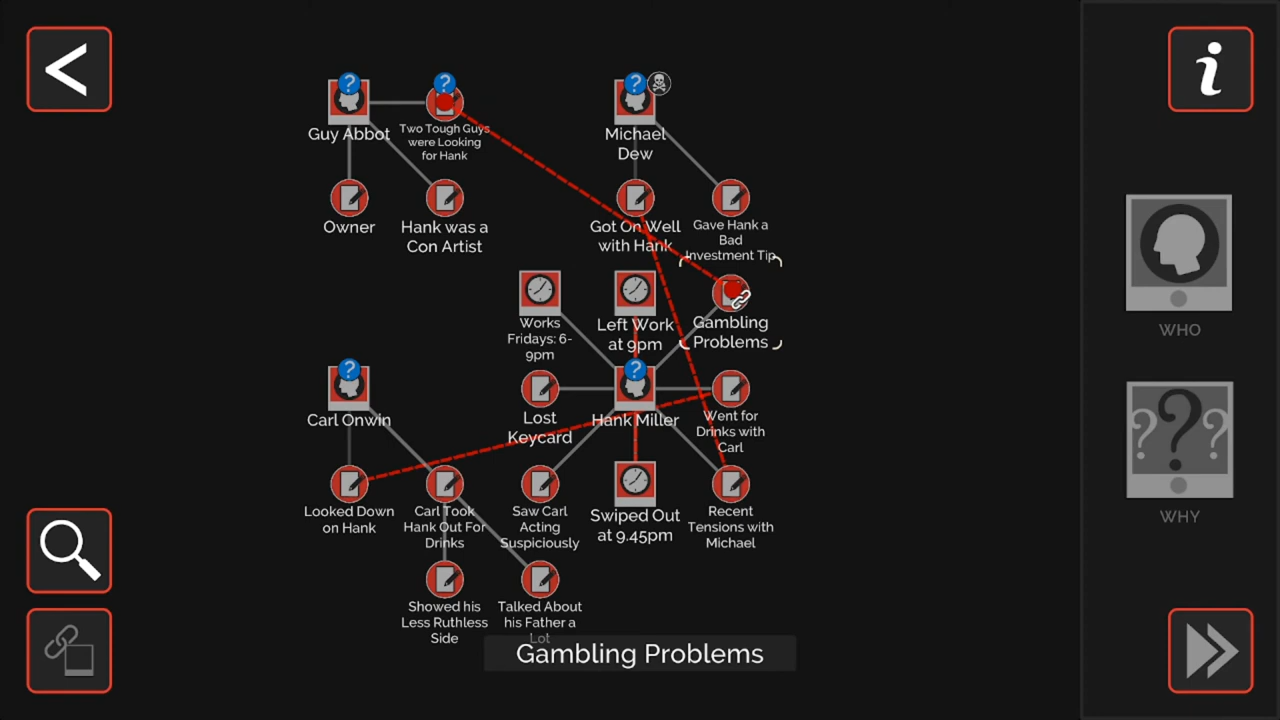 Guy Abbot
Two Tough Guys
were Looking
for Hank
Michael
Dew
Owner
Hank was a
Con Artist
Got On Well
with Hank
Gave Hank a
Bad
Investment Tip
Works
Fridays: 6-
9pm
Left Work
at 9pm
Gambling
Problems
Carl Onwin
Lost
Keycard
Hank Miller
Went for
Drinks with
Carl
Looked Down
on Hank
Carl Took
Hank Out For
Drinks
Saw Carl
Acting
Suspiciously
Swiped Out
at 9.45pm
Recent
Tensions with
Michael
Showed his
Less Ruthless
Side
Talked About
his Father a
Lot
Gambling Problems
i
WHO
???
WHY